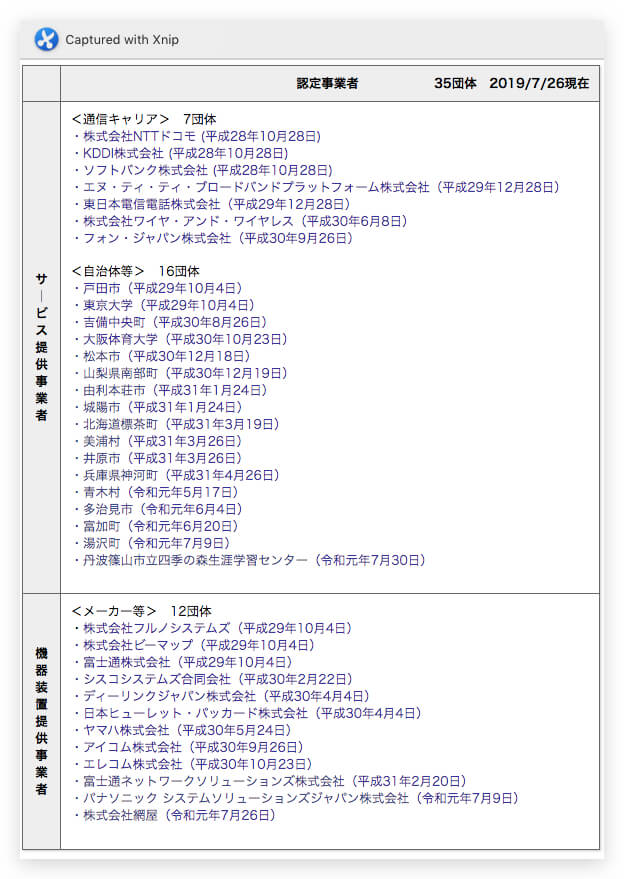 Captured with Xnip
認定事業者 35団体 2019/7/26現在
サービス提供事業者
＜通信キャリア＞ 7団体
・株式会社NTTドコモ (平成28年10月28日)
・KDDI株式会社 (平成28年10月28日)
・ソフトバンク株式会社 (平成28年10月28日)
・エヌ・ティ・ティ・ブロードバンドプラットフォーム株式会社（平成29年12月28日）
・東日本電信電話株式会社（平成29年12月28日）
・株式会社ワイヤ・アンド・ワイヤレス（平成30年6月8日）
・フォン・ジャパン株式会社（平成30年9月26日）
＜自治体等＞ 16団体
・戸田市（平成29年10月4日）
・東京大学（平成29年10月4日）
・吉備中央町（平成30年8月26日）
・大阪体育大学（平成30年10月23日）
・松本市（平成30年12月18日）
・山梨県南部町（平成30年12月19日）
・由利本荘市（平成31年1月24日）
・城陽市（平成31年1月24日）
・北海道標茶町（平成31年3月19日）
・美浦村（平成31年3月26日）
・井原市（平成31年3月26日）
・兵庫県神河町（平成31年4月26日）
・青木村（令和元年5月17日）
・多治見市（令和元年6月4日）
・富加町（令和元年6月20日）
・湯沢町（令和元年7月9日）
・丹波篠山市立四季の森生涯学習センター（令和元年7月30日）
機器装置提供事業者
＜メーカー等＞ 12団体
・株式会社フルノシステムズ（平成29年10月4日）
・株式会社ビーマップ（平成29年10月4日）
・富士通株式会社（平成29年10月4日）
・シスコシステムズ合同会社（平成30年2月22日）
・ディーリンクジャパン株式会社（平成30年4月4日）
・日本ヒューレット・パッカード株式会社（平成30年4月4日）
・ヤマハ株式会社（平成30年5月24日）
・アイコム株式会社（平成30年9月26日）
・エレコム株式会社（平成30年10月23日）
・富士通ネットワークソリューションズ株式会社（平成31年2月20日）
・パナソニック システムソリューションズジャパン株式会社（令和元年7月9日）
・株式会社網屋（令和元年7月26日）